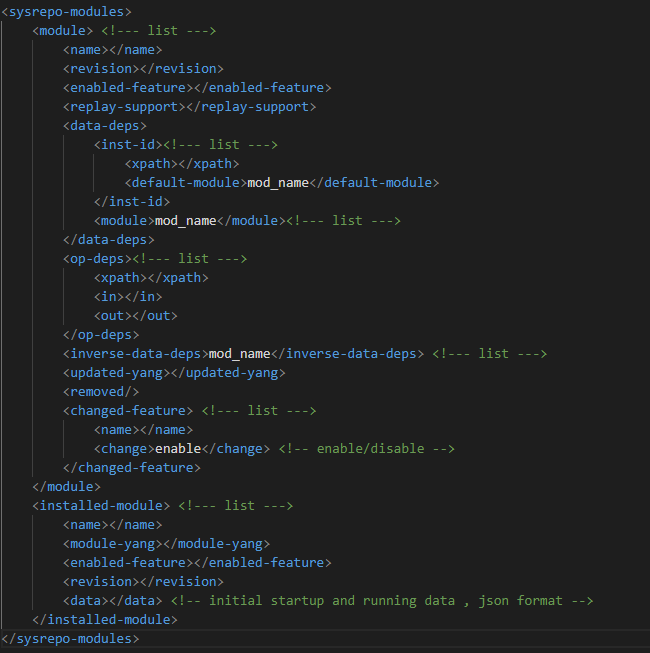 <sysrepo-modules>
<module> <!--- list --->
<name></name>
<revision></revision>
<enabled-feature></enabled-feature>
<replay-support></replay-support>
<data-deps>
<inst-id><!--- list --->
<xpath></xpath>
<default-module>mod_name</default-module>
</inst-id>
<module>mod_name</module><!--- list --->
</data-deps>
<op-deps><!--- list --->
<xpath></xpath>
<in></in>
<out></out>
</op-deps>
<inverse-data-deps>mod_name</inverse-data-deps> <!--- list --->
<updated-yang></updated-yang>
<removed/>
<changed-feature> <!--- list --->
<name></name>
<change>enable</change> <!-- enable/disable -->
</changed-feature>
</module>
<installed-module> <!--- list --->
<name></name>
<module-yang></module-yang>
<enabled-feature></enabled-feature>
<revision></revision>
<data></data> <!-- initial startup and running data , json format -->
</installed-module>
</sysrepo-modules>